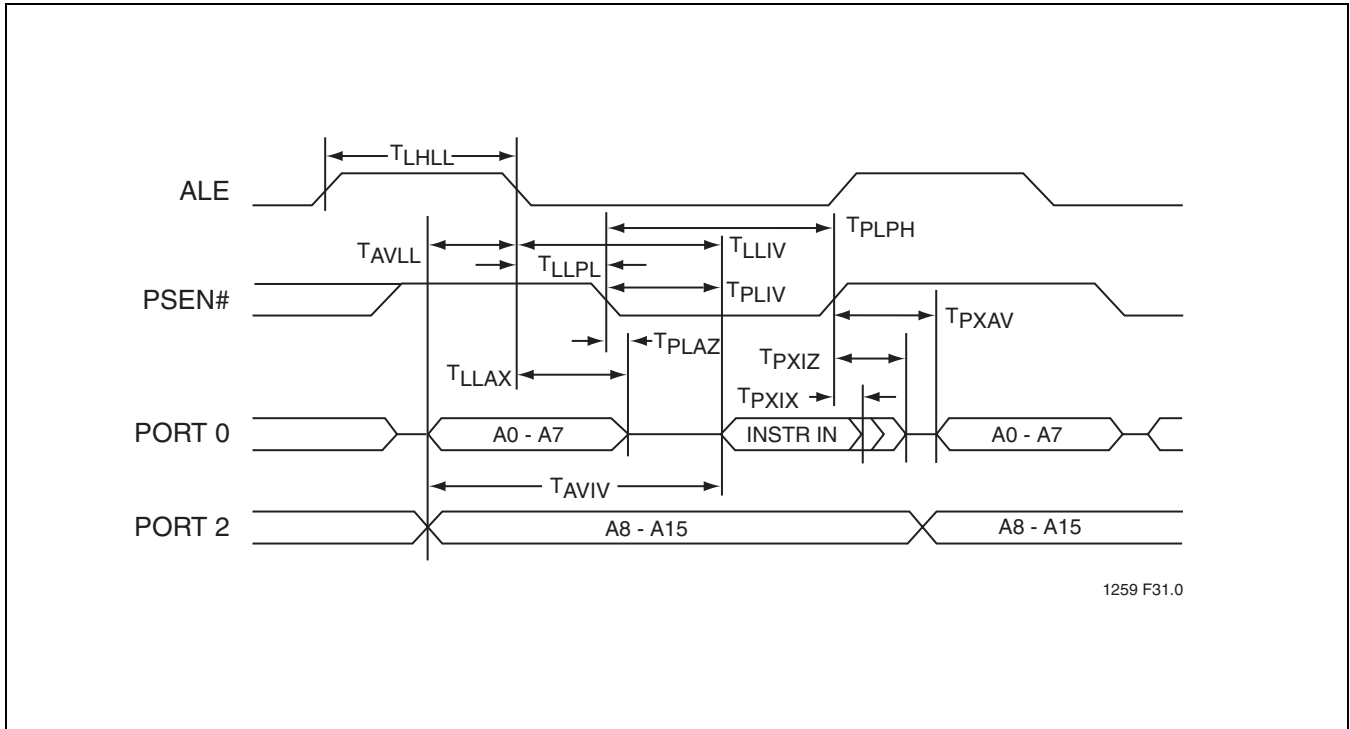 TLHLL
ALE
TPLPH
TAVLL
TLLIV
TLLPL
PSEN#
TPLIV
TPXAV
TPLAZ
TPXIZ
TLLAX
TPXIX
PORT 0
A0 - A7
INSTR IN
A0 - A7
TAVIV
PORT 2
A8 - A15
A8 - A15
1259 F31.0